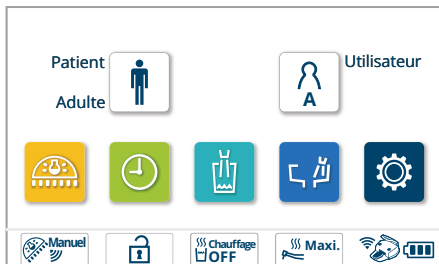 Patient
Adulte
Utilisateur
A
Manuel
Chauffage
OFF
Maxi.